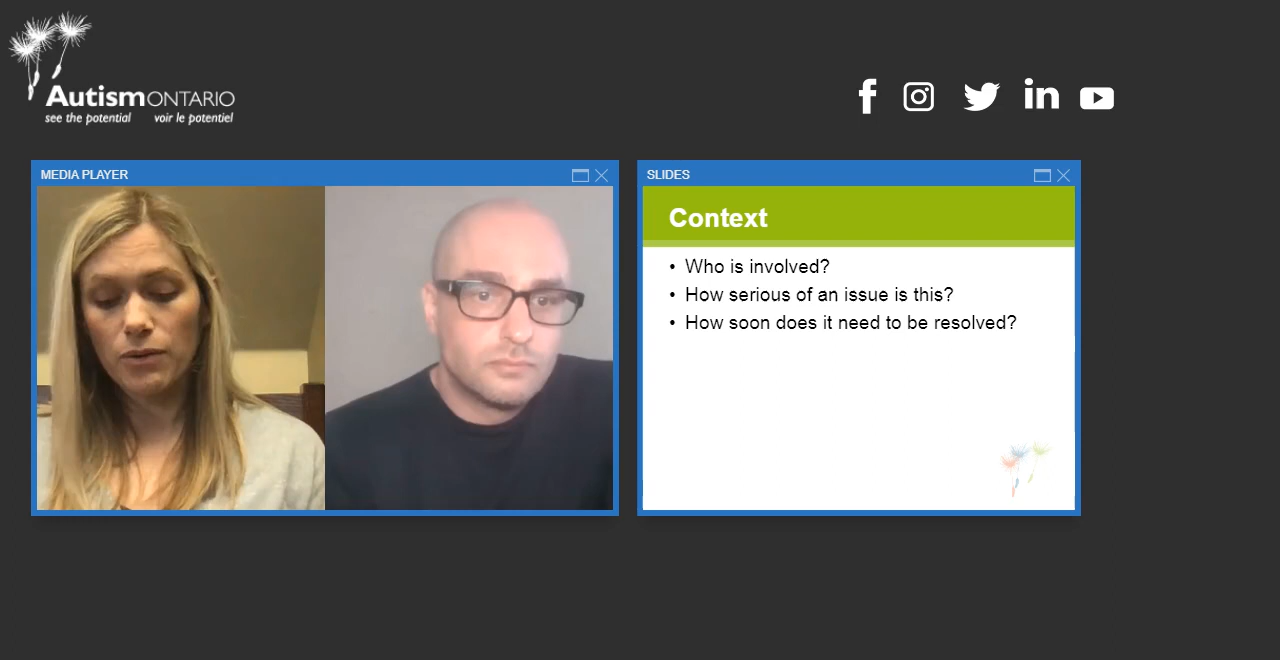 Autism ONTARIO
see the potential voir le potentiel
MEDIA PLAYER
SLIDES
Context
• Who is involved?
• How serious of an issue is this?
• How soon does it need to be resolved?